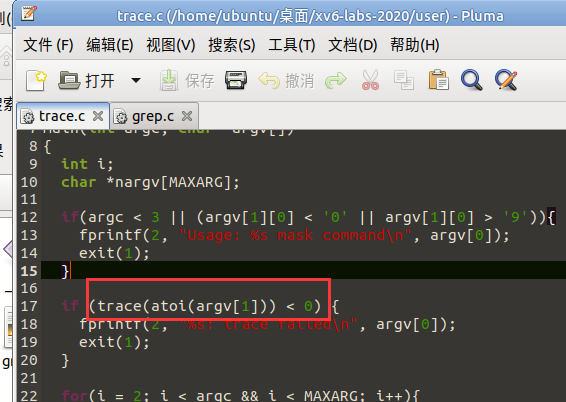 trace.c (/home/ubuntu/桌面/xv6-labs-2020/user) - Pluma
文件 (F) 编辑(E) 视图(V) 搜索(S) 工具(T) 文档(D) 帮助(H)
打开 保存 撤消
trace.c grep.c
8 {
9 int i;
10 char *nargv[MAXARG];
11
12 if(argc < 3 || (argv[1][0] < '0' || argv[1][0] > '9')){
13 fprintf(2, "Usage: %s mask command\n", argv[0]);
14 exit(1);
15 }
16
17 if (trace(atoi(argv[1])) < 0) {
18 fprintf(2, "%s: trace failed\n", argv[0]);
19 exit(1);
20 }
21
22 for(i = 2; i < argc && i < MAXARG; i++){